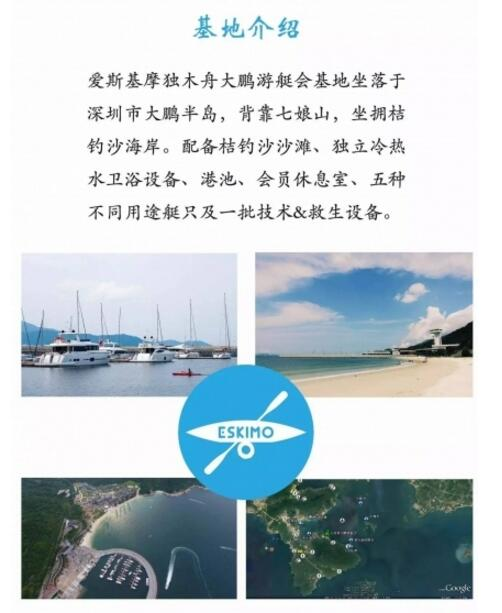 基地介绍
爱斯基摩独木舟大鹏游艇会基地坐落于
深圳市大鹏半岛，背靠七娘山，坐拥桔
钓沙海岸。配备桔钓沙沙滩、独立冷热
水卫浴设备、港池、会员休息室、五种
不同用途艇只及一批技术&救生设备。
ESKIMO
Google